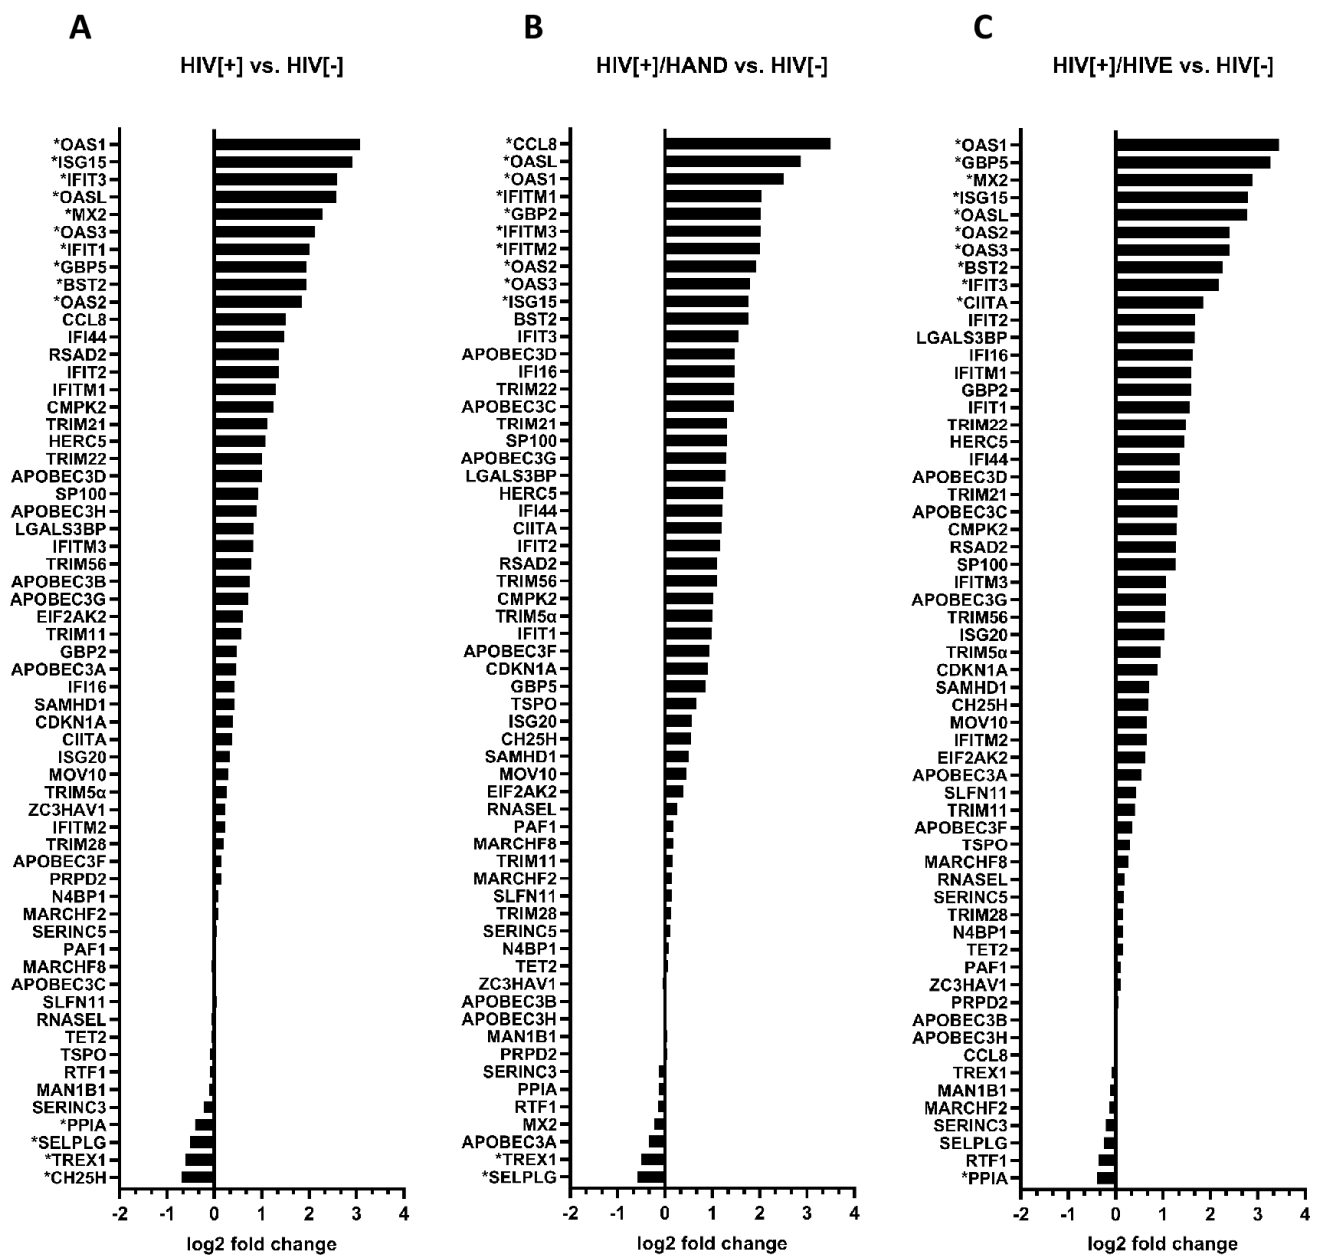 A
HIV[+] vs. HIV[-]
*OAS1
*ISG15
*IFIT3
*OASL
*MX2
*OAS3
*IFIT1
*GBP5
*BST2
*OAS2
CCL8
IFI44
RSAD2
IFIT2
IFITM1
CMPK2
TRIM21
HERC5
TRIM22
APOBEC3D
SP100
APOBEC3H
LGALS3BP
IFITM3
TRIM56
APOBEC3B
APOBEC3G
EIF2AK2
TRIM11
GBP2
APOBEC3A
IFI16
SAMHD1
CDKN1A
CIITA
ISG20
MOV10
TRIM5α
ZC3HAV1
IFITM2
TRIM28
APOBEC3F
PRPD2
N4BP1
MARCHF2
SERINC5
PAF1
MARCHF8
APOBEC3C
SLFN11
RNASEL
TET2
TSPO
RTF1
MAN1B1
SERINC3
*PPIA
*SELPLG
*TREX1
*CH25H
-2 -1 0 1 2 3 4
log2 fold change
B
HIV[+]/HAND vs. HIV[-]
*CCL8
*OASL
*OAS1
*IFITM1
*GBP2
*IFITM3
*IFITM2
*OAS2
*OAS3
*ISG15
BST2
IFIT3
APOBEC3D
IFI16
TRIM22
APOBEC3C
TRIM21
SP100
APOBEC3G
LGALS3BP
HERC5
IFI44
CIITA
IFIT2
RSAD2
TRIM56
CMPK2
TRIM5α
IFIT1
APOBEC3F
CDKN1A
GBP5
TSPO
ISG20
CH25H
SAMHD1
MOV10
EIF2AK2
RNASEL
PAF1
MARCHF8
TRIM11
MARCHF2
SLFN11
TRIM28
SERINC5
N4BP1
TET2
ZC3HAV1
APOBEC3B
APOBEC3H
MAN1B1
PRPD2
SERINC3
PPIA
RTF1
MX2
APOBEC3A
*TREX1
*SELPLG
-2 -1 0 1 2 3 4
log2 fold change
C
HIV[+]/HIVE vs. HIV[-]
*OAS1
*GBP5
*MX2
*ISG15
*OASL
*OAS2
*OAS3
*BST2
*IFIT3
*CIITA
IFIT2
LGALS3BP
IFI16
IFITM1
GBP2
IFIT1
TRIM22
HERC5
IFI44
APOBEC3D
TRIM21
APOBEC3C
CMPK2
RSAD2
SP100
IFITM3
APOBEC3G
TRIM56
ISG20
TRIM5α
CDKN1A
SAMHD1
CH25H
MOV10
IFITM2
EIF2AK2
APOBEC3A
SLFN11
TRIM11
APOBEC3F
TSPO
MARCHF8
RNASEL
SERINC5
TRIM28
N4BP1
TET2
PAF1
ZC3HAV1
PRPD2
APOBEC3B
APOBEC3H
CCL8
TREX1
MAN1B1
MARCHF2
SERINC3
SELPLG
RTF1
*PPIA
-2 -1 0 1 2 3 4
log2 fold change